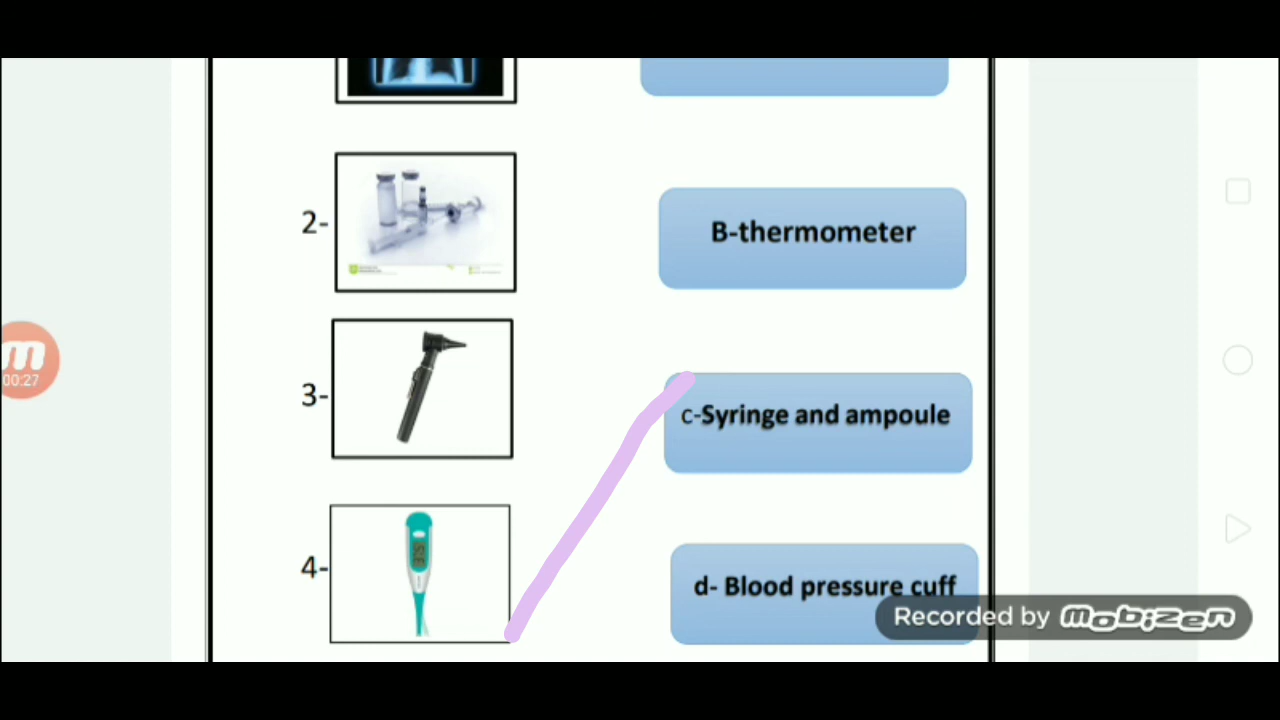 2-
B-thermometer
3-
c-Syringe and ampoule
4-
d- Blood pressure cuff
m
00:27
Recorded by mobizen